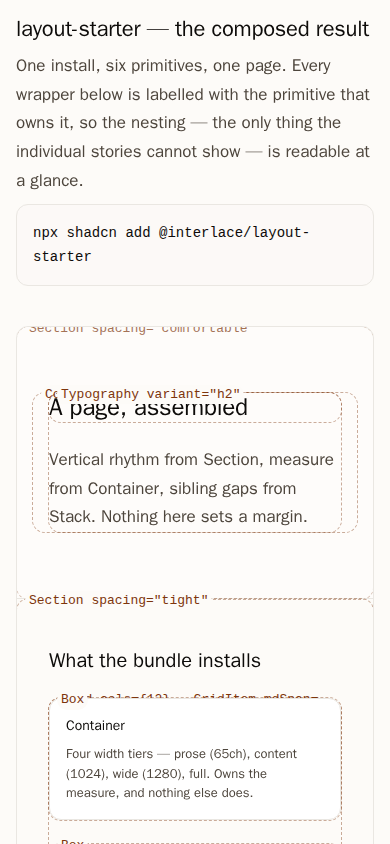 layout-starter — the composed result
One install, six primitives, one page. Every
wrapper below is labelled with the primitive that
owns it, so the nesting — the only thing the
individual stories cannot show — is readable at
a glance.
npx shadcn add @interlace/layout-
starter
Section spacing="comfortable"
Typography variant="h2"
A page, assembled
Vertical rhythm from Section, measure
from Container, sibling gaps from
Stack. Nothing here sets a margin.
Section spacing="tight"
What the bundle installs
Box
Container
Four width tiers — prose (65ch), content
(1024), wide (1280), full. Owns the
measure, and nothing else does.
Box